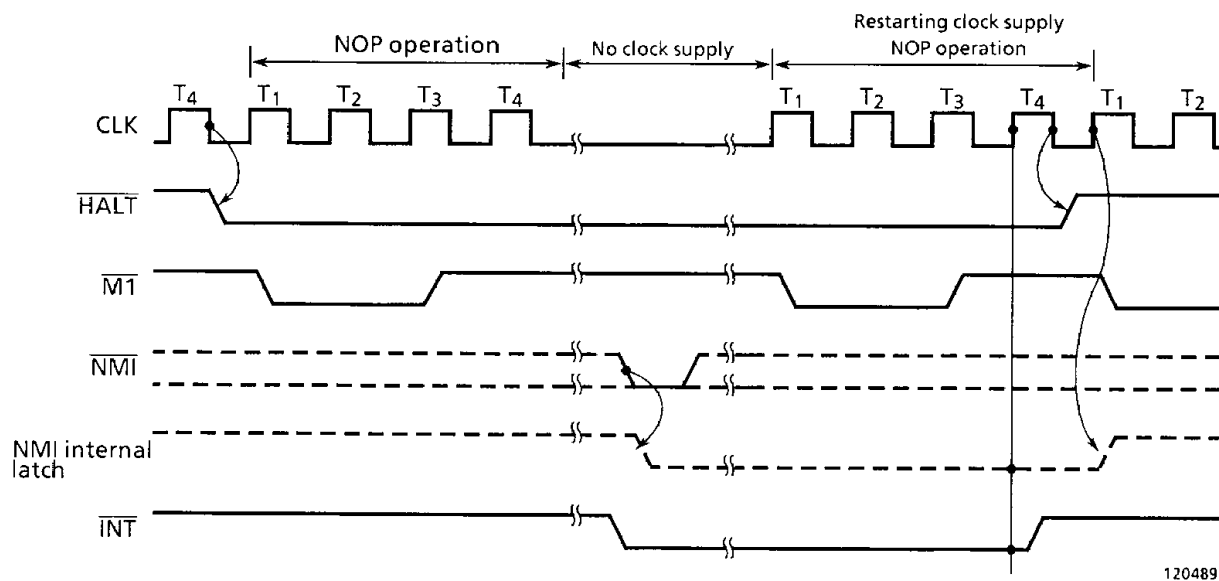 Restarting clock supply
NOP operation
No clock supply
NOP operation
T4 T1 T2 T3 T4 T1 T2 T3 T4 T1 T2
CLK
HALT
M1
NMI
NMI internal
latch
INT
120489